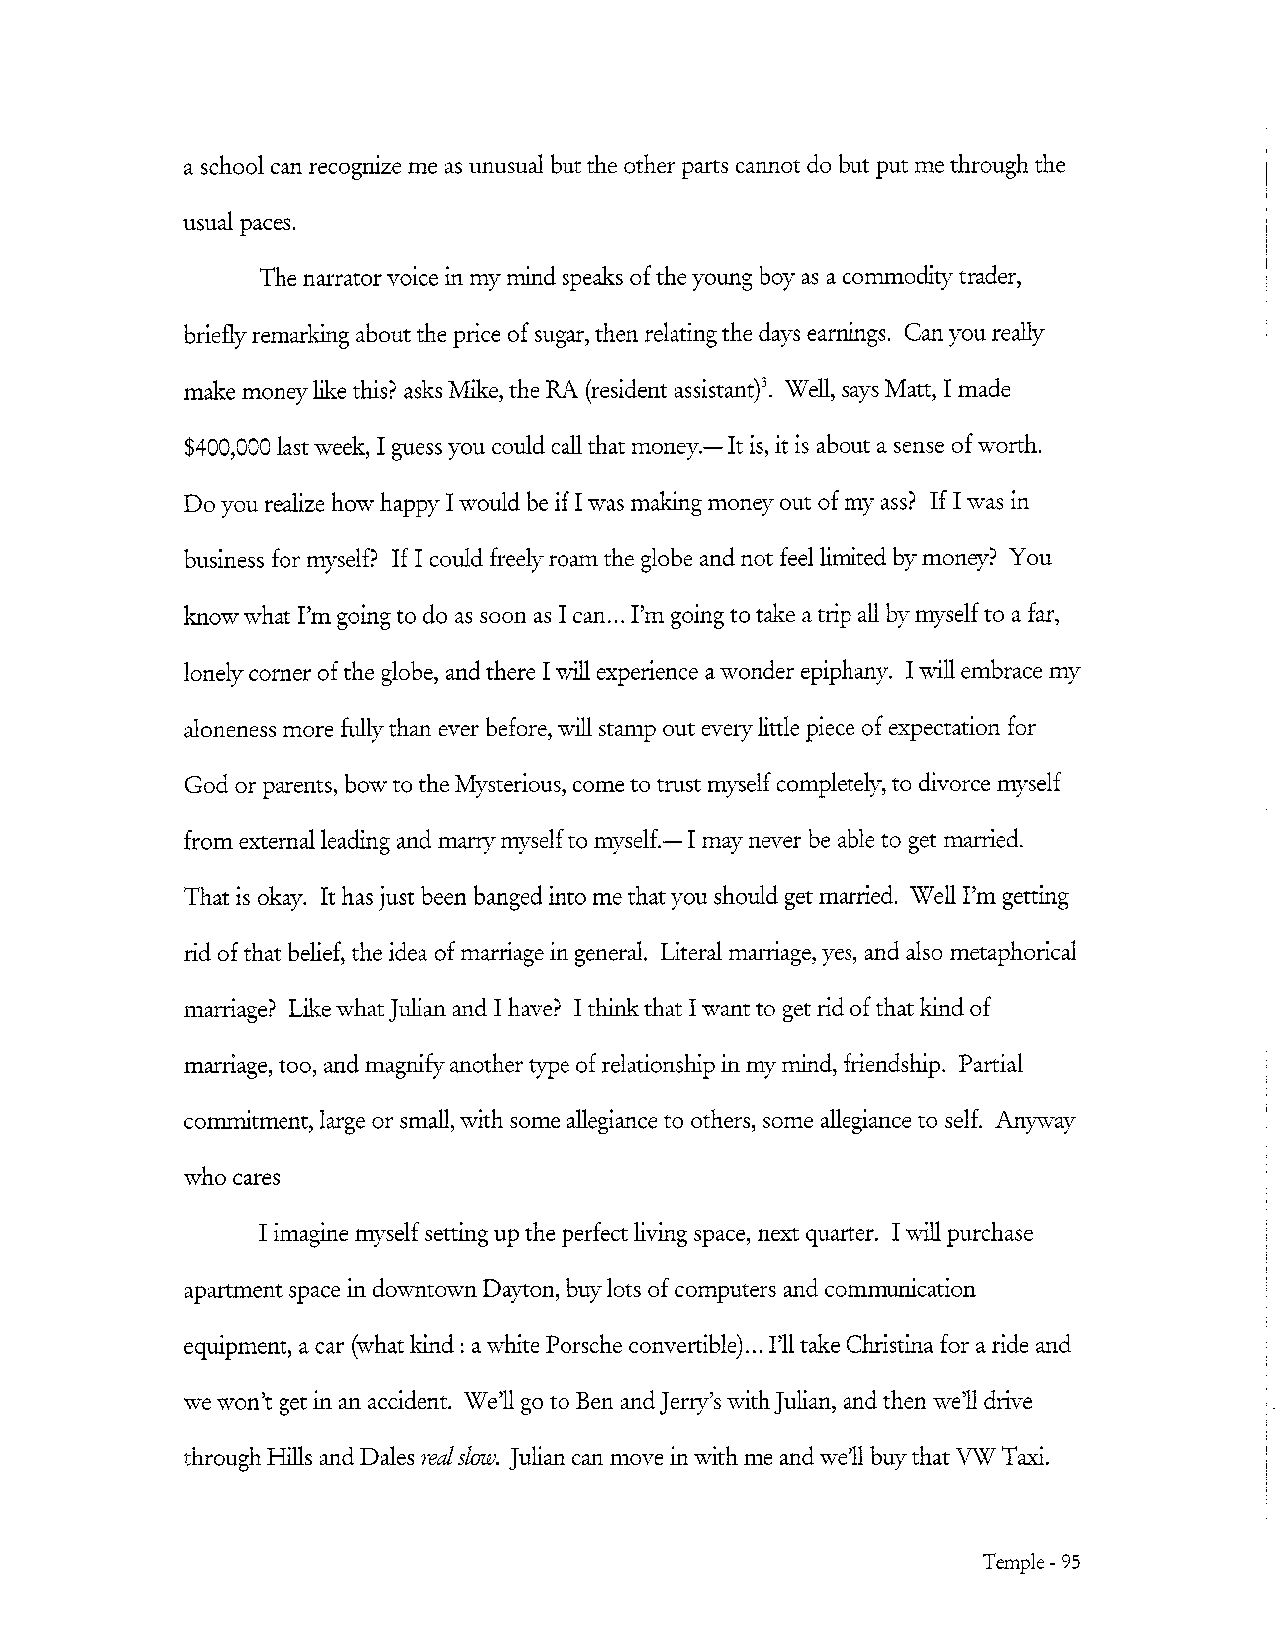 a school can recognize me as unusual but the other parts cannot do but put me through the
usual paces.
The narrator voice in my mind speaks of the young boy as a commodity trader,
briefly remarking about the price of sugar, then relating the days earnings. Can you really
make money like this? asks Mike, the RA (resident assistant)³. Well, says Matt, I made
$400,000 last week, I guess you could call that money.— It is, it is about a sense of worth.
Do you realize how happy I would be if I was making money out of my ass? If I was in
business for myself? If I could freely roam the globe and not feel limited by money? You
know what I'm going to do as soon as I can... I'm going to take a trip all by myself to a far,
lonely corner of the globe, and there I will experience a wonder epiphany. I will embrace my
aloneness more fully than ever before, will stamp out every little piece of expectation for
God or parents, bow to the Mysterious, come to trust myself completely, to divorce myself
from external leading and marry myself to myself.— I may never be able to get married.
That is okay. It has just been banged into me that you should get married. Well I'm getting
rid of that belief, the idea of marriage in general. Literal marriage, yes, and also metaphorical
marriage? Like what Julian and I have? I think that I want to get rid of that kind of
marriage, too, and magnify another type of relationship in my mind, friendship. Partial
commitment, large or small, with some allegiance to others, some allegiance to self. Anyway
who cares
I imagine myself setting up the perfect living space, next quarter. I will purchase
apartment space in downtown Dayton, buy lots of computers and communication
equipment, a car (what kind : a white Porsche convertible)... I'll take Christina for a ride and
we won't get in an accident. We'll go to Ben and Jerry's with Julian, and then we'll drive
through Hills and Dales real slow. Julian can move in with me and we'll buy that VW Taxi.
Temple - 95